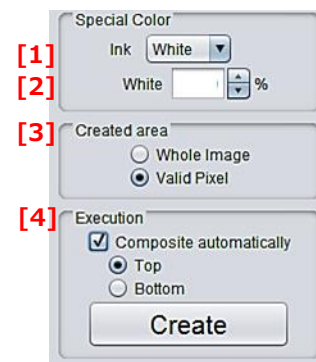 Special Color
[1] Ink White
[2] White %
[3] Created area
Whole Image
Valid Pixel
[4] Execution
Composite automatically
Top
Bottom
Create